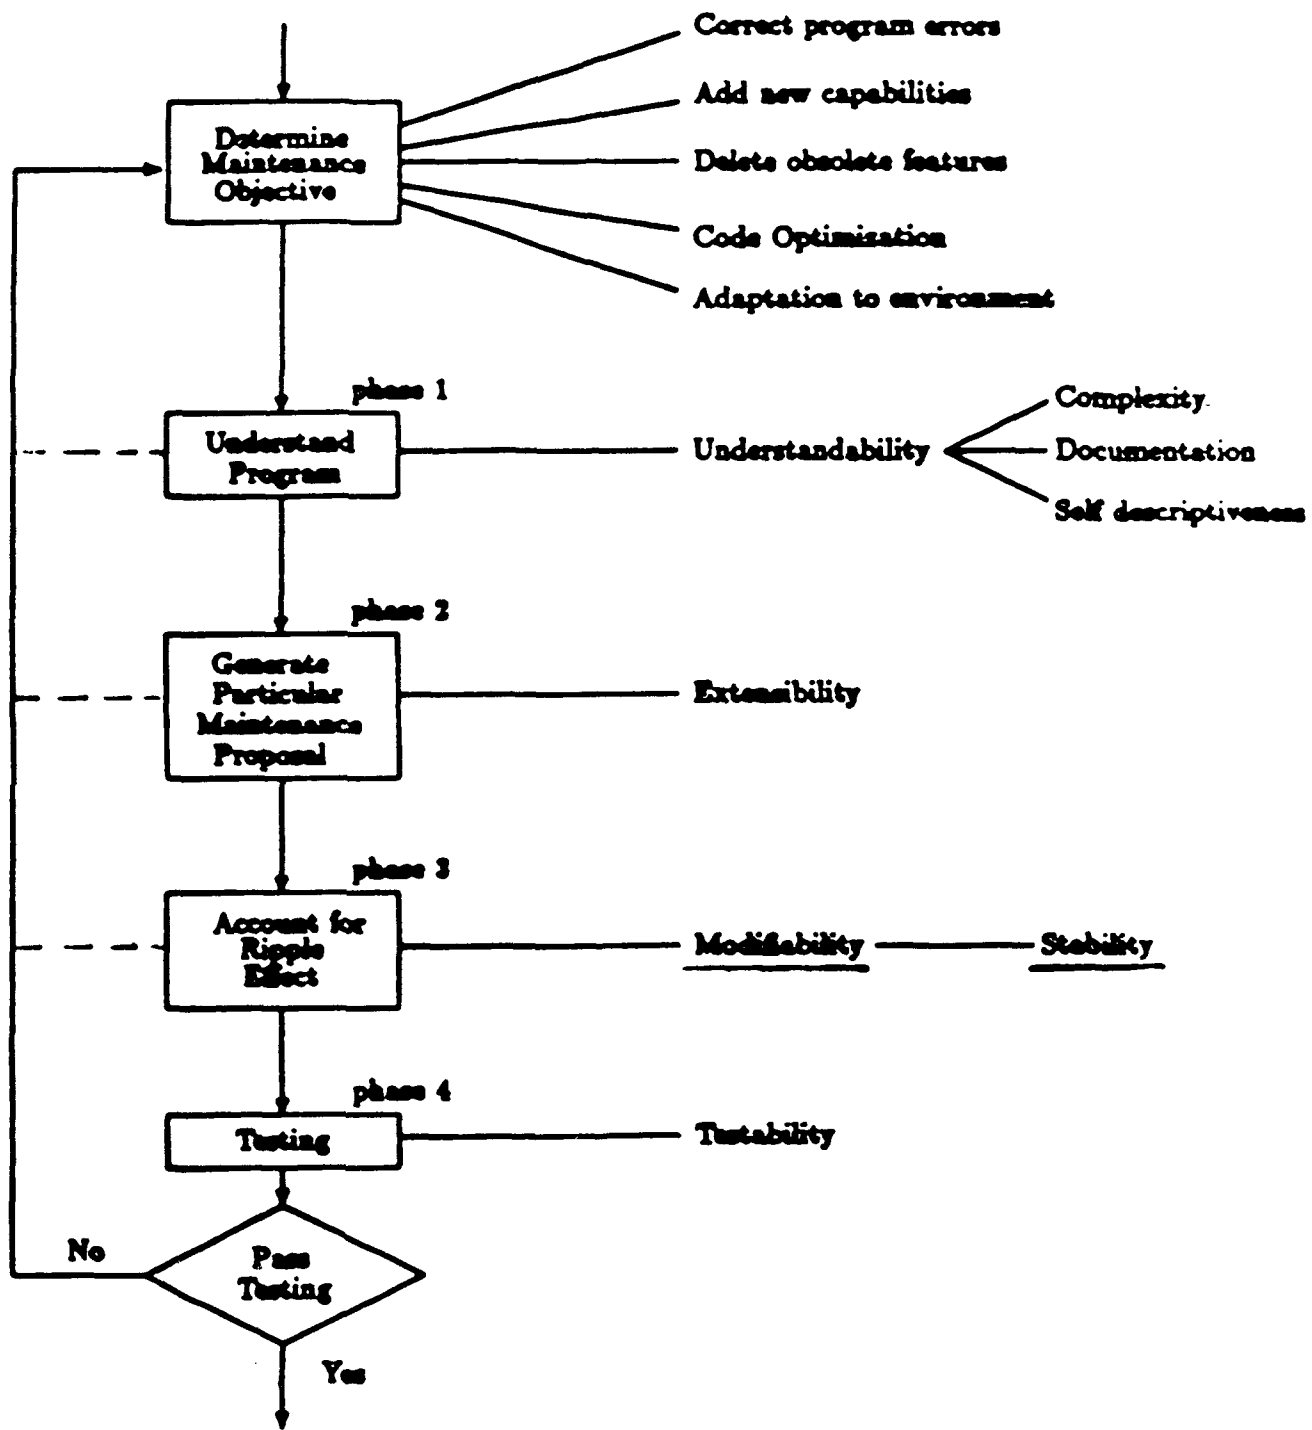 Correct program errors
Add new capabilities
Determine
Maintenance
Objective
Delete obsolete features
Code Optimization
Adaptation to environment
phase 1
Understand
Program
Understandability
Complexity
Documentation
Self descriptiveness
phase 2
Generate
Particular
Maintenance
Proposal
Extensibility
phase 3
Account for
Ripple
Effect
Modifiability
Stability
phase 4
Testing
Testability
No
Pass
Testing
Yes